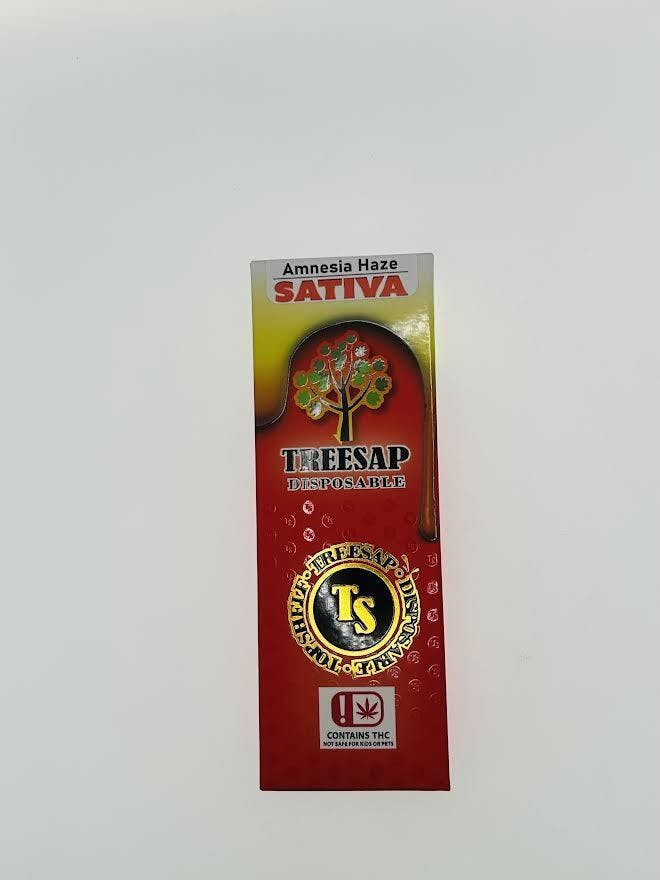 Amnesia Haze
SATIVA
TREESAP
DISPOSABLE
TREESAP
DISPOSABLE
TOP SHELF
TS
CONTAINS THC
NOT SAFE FOR KIDS OR PETS